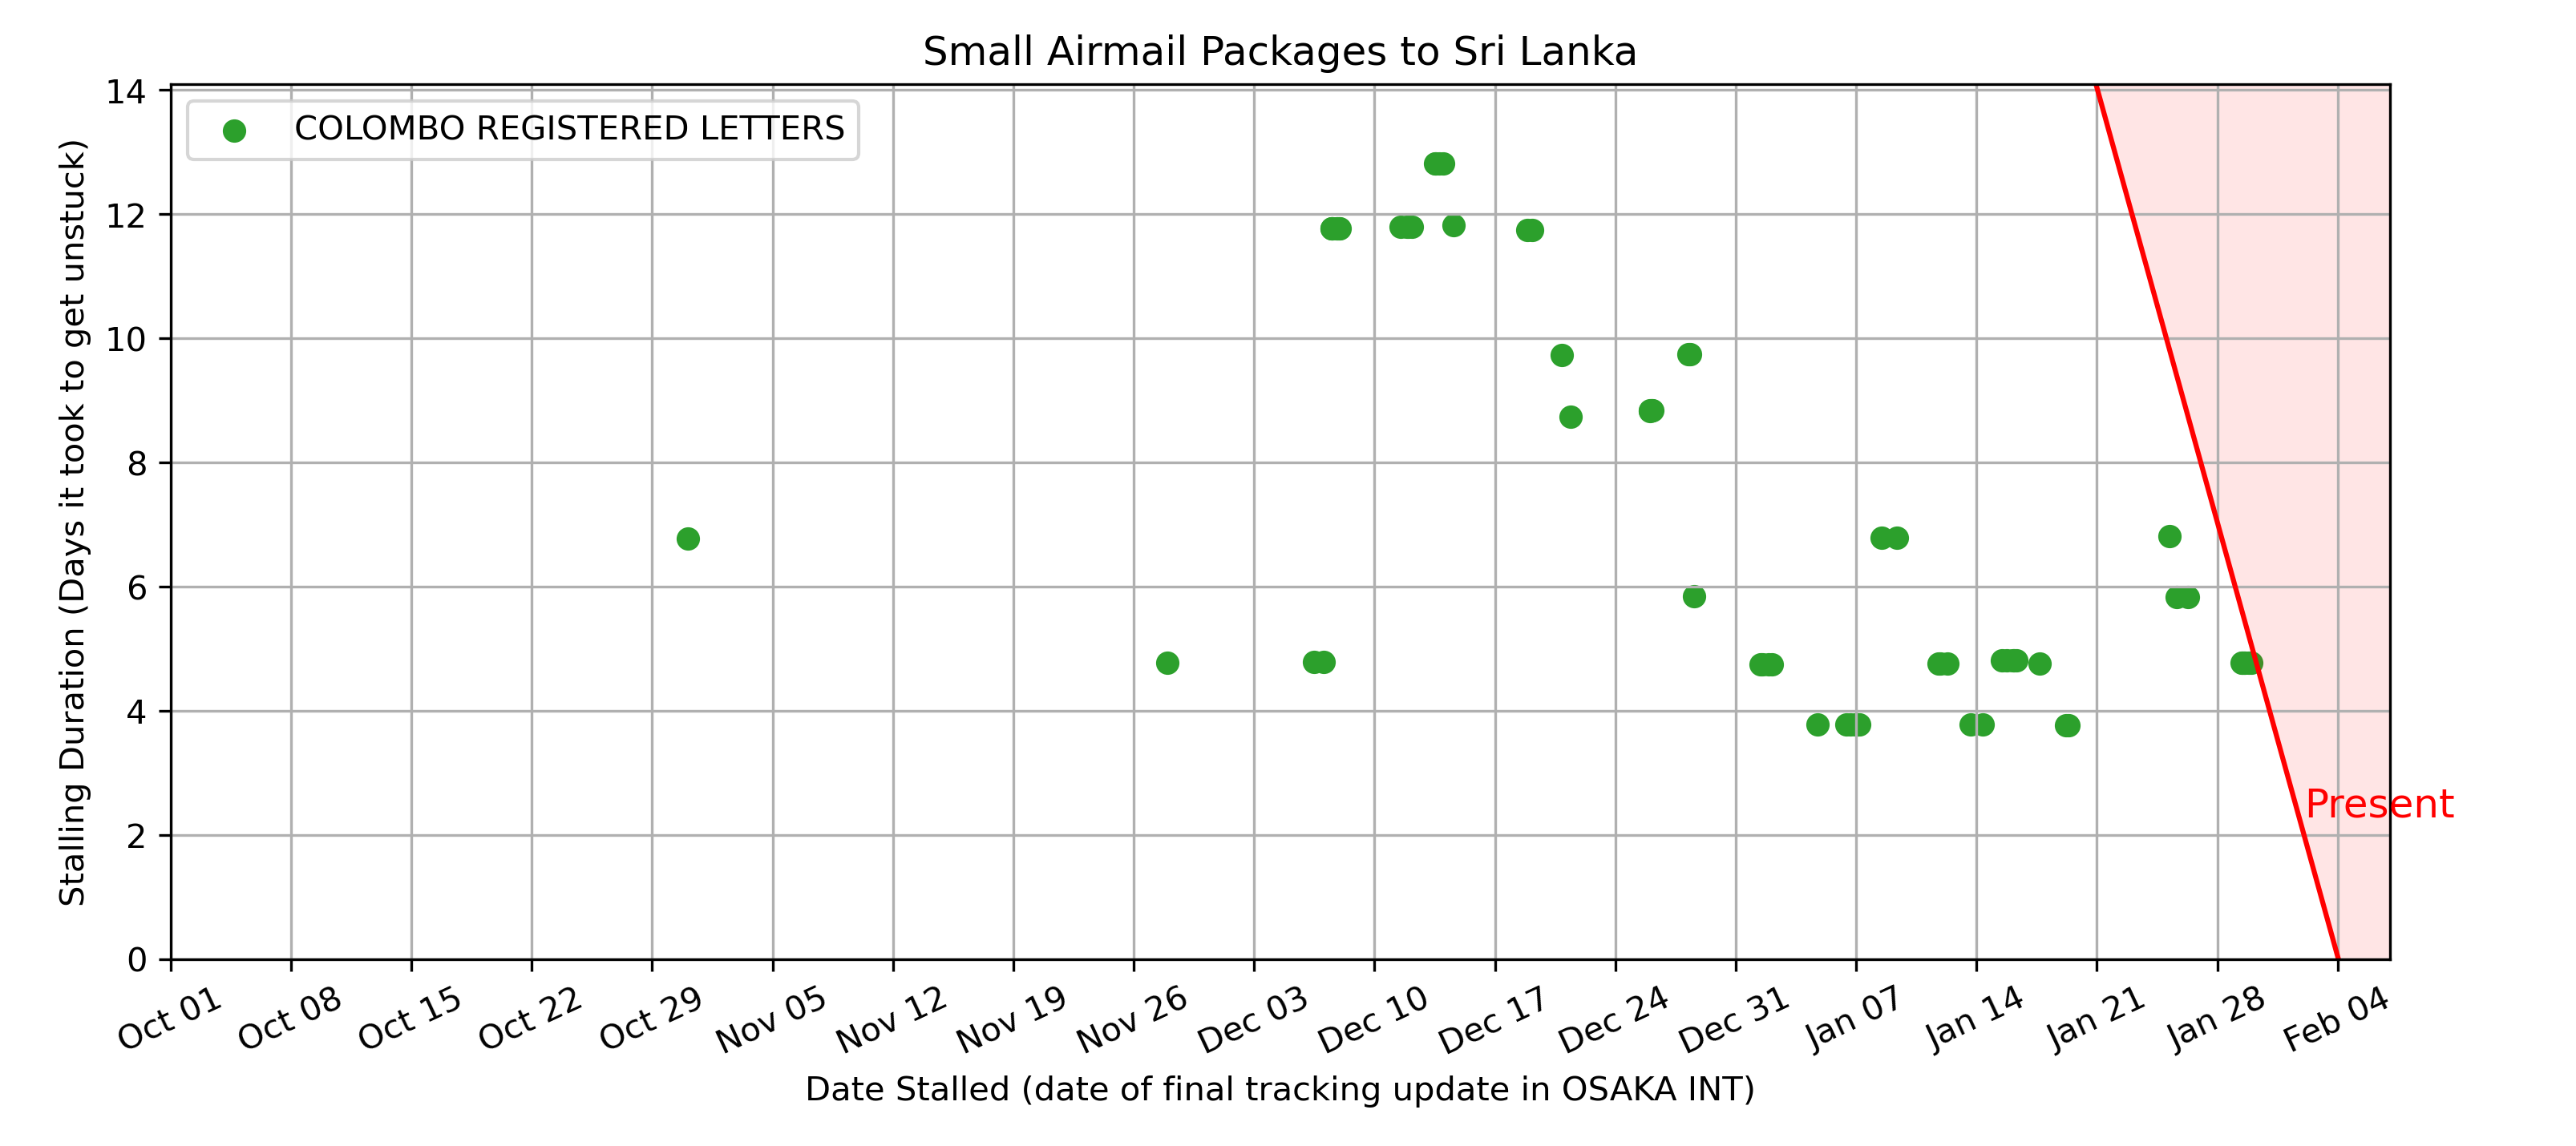 Small Airmail Packages to Sri Lanka
COLOMBO REGISTERED LETTERS
Stalling Duration (Days it took to get unstuck)
14
12
10
8
6
4
2
0
Present
Oct 01 Oct 08 Oct 15 Oct 22 Oct 29 Nov 05 Nov 12 Nov 19 Nov 26 Dec 03 Dec 10 Dec 17 Dec 24 Dec 31 Jan 07 Jan 14 Jan 21 Jan 28 Feb 04
Date Stalled (date of final tracking update in OSAKA INT)